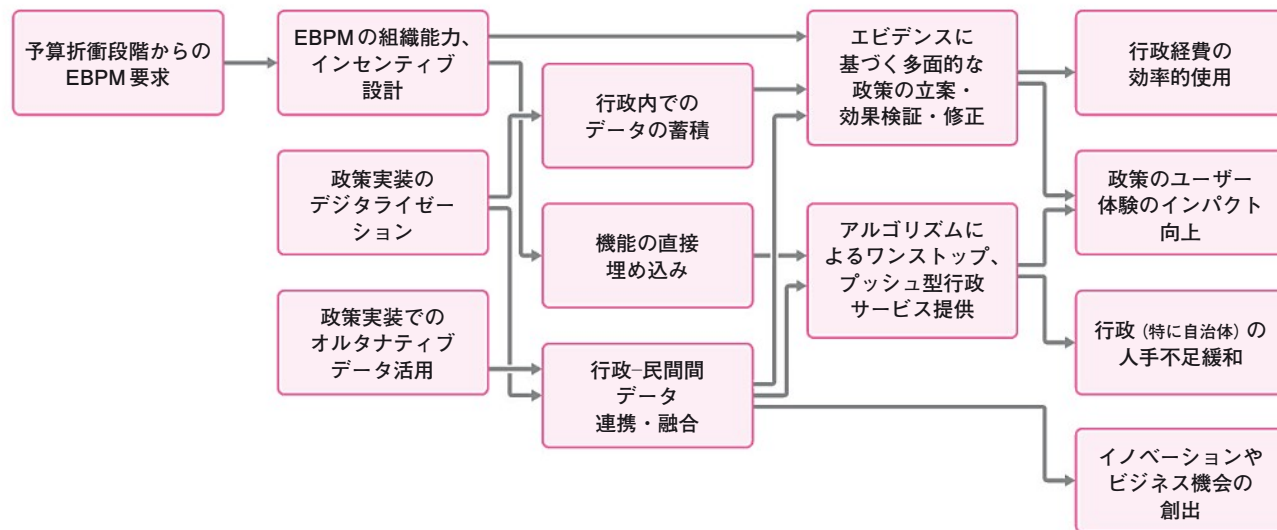 予算折衝段階からの
EBPM要求
EBPMの組織能力、
インセンティブ
設計
政策実装の
デジタライゼー
ション
政策実装での
オルタナティブ
データ活用
行政内での
データの蓄積
機能の直接
埋め込み
行政−民間間
データ
連携・融合
エビデンスに
基づく多面的な
政策の立案・
効果検証・修正
アルゴリズムに
よるワンストップ、
プッシュ型行政
サービス提供
行政経費の
効率的使用
政策のユーザー
体験のインパクト
向上
行政（特に自治体）の
人手不足緩和
イノベーションや
ビジネス機会の
創出